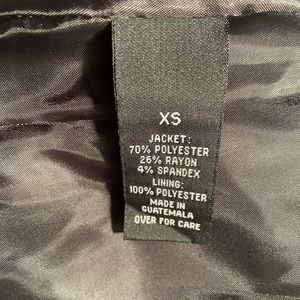 XS
JACKET:
70% POLYESTER
26% RAYON
4% SPANDEX
LINING:
100% POLYESTER
MADE IN
GUATEMALA
OVER FOR CARE